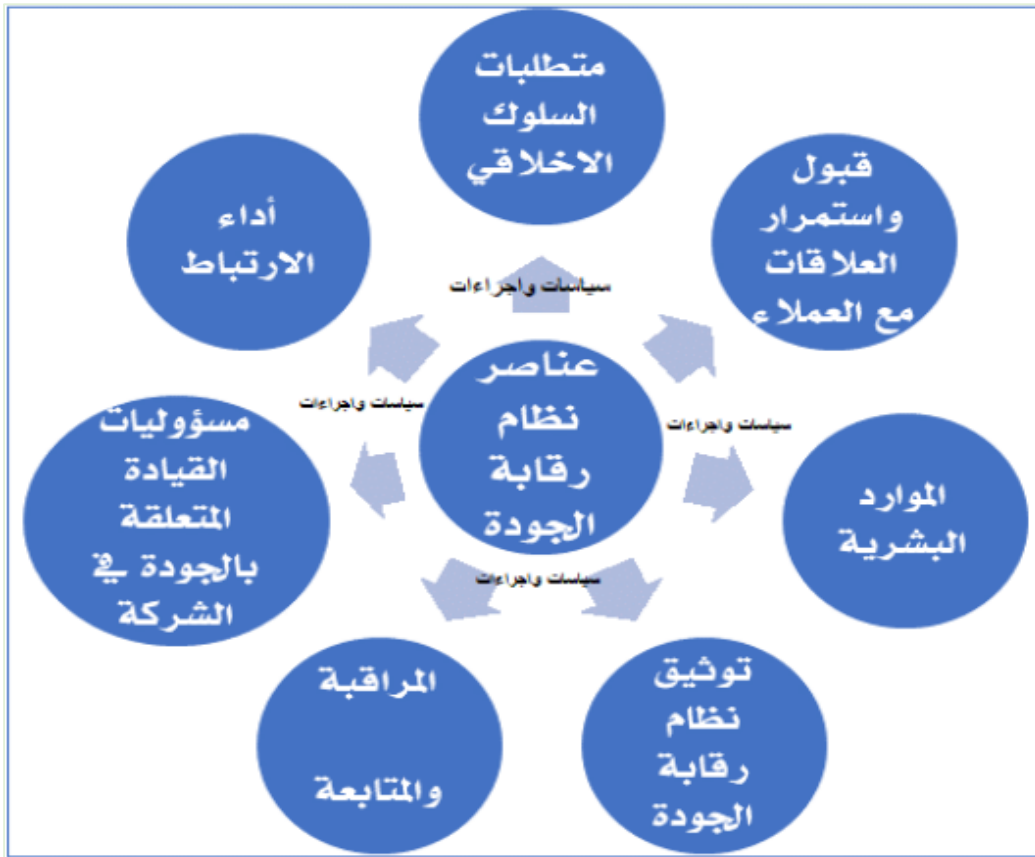 متطلبات
السلوك
الاخلاقي
قبول
واستمرار
العلاقات
مع العملاء
أداء
الارتباط
سياسات واجراءات
عناصر
نظام
رقابة
الجودة
سياسات واجراءات
سياسات واجراءات
مسؤوليات
القيادة
المتعلقة
بالجودة في
الشركة
الموارد
البشرية
سياسات واجراءات
توثيق
نظام
رقابة
الجودة
المراقبة
والمتابعة